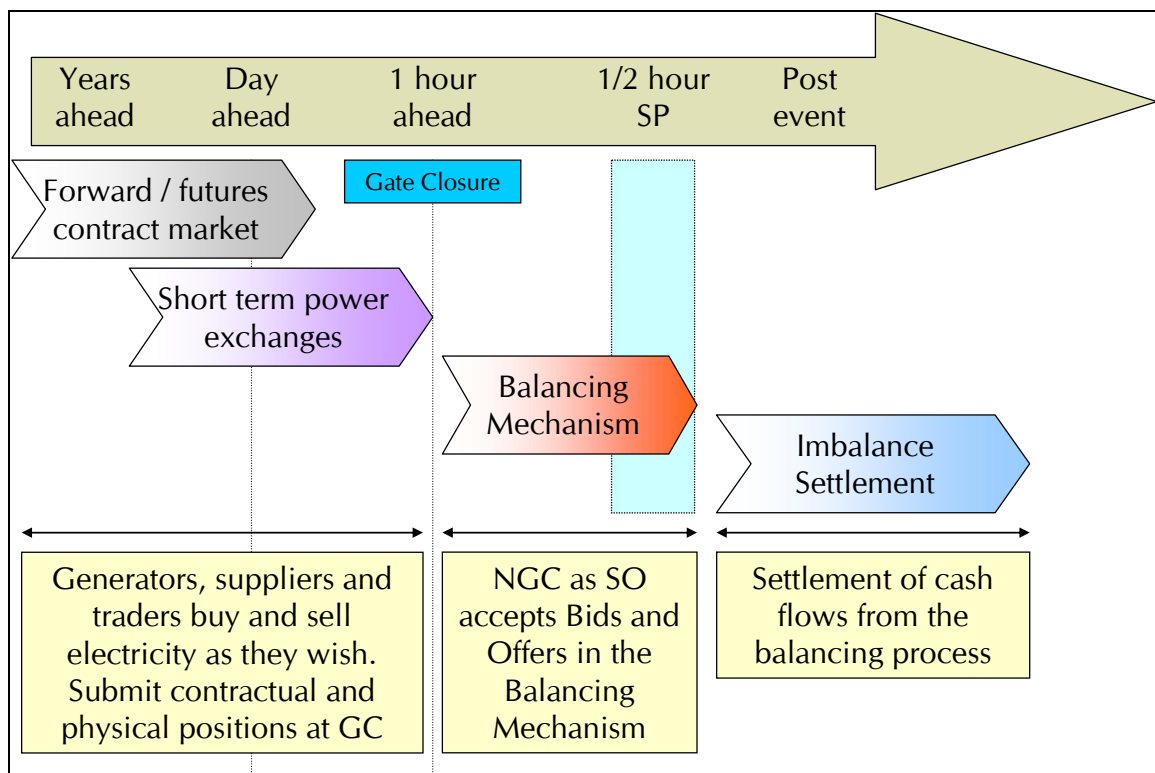 Years
ahead
Day
ahead
1 hour
ahead
1/2 hour
SP
Post
event
Forward / futures
contract market
Gate Closure
Short term power
exchanges
Balancing
Mechanism
Imbalance
Settlement
Generators, suppliers and
traders buy and sell
electricity as they wish.
Submit contractual and
physical positions at GC
NGC as SO
accepts Bids and
Offers in the
Balancing
Mechanism
Settlement of cash
flows from the
balancing process